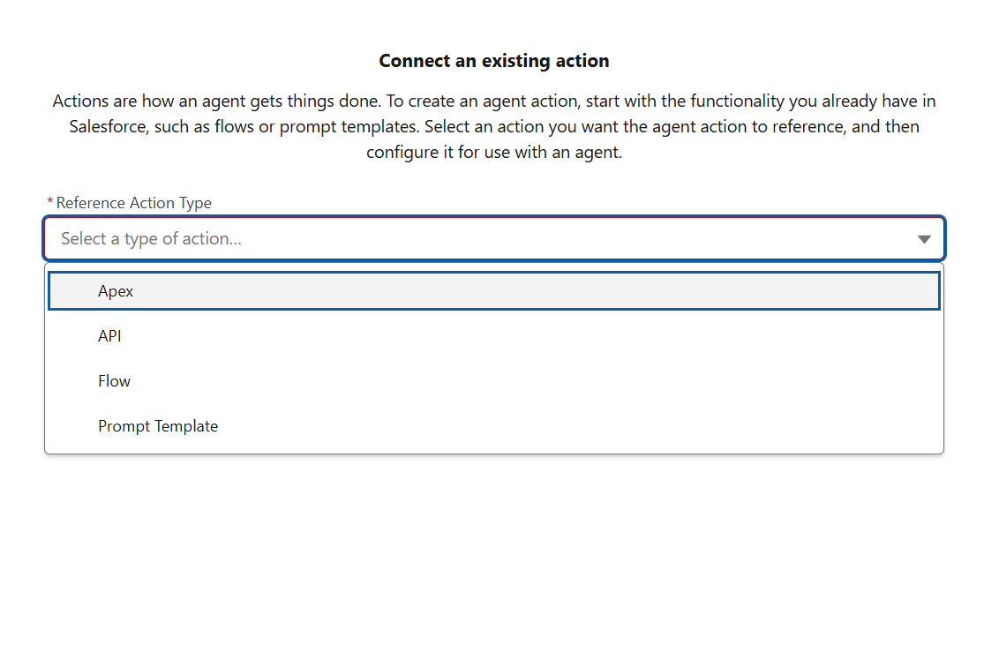 Connect an existing action
Actions are how an agent gets things done. To create an agent action, start with the functionality you already have in
Salesforce, such as flows or prompt templates. Select an action you want the agent action to reference, and then
configure it for use with an agent.
*Reference Action Type
Select a type of action...
Apex
API
Flow
Prompt Template